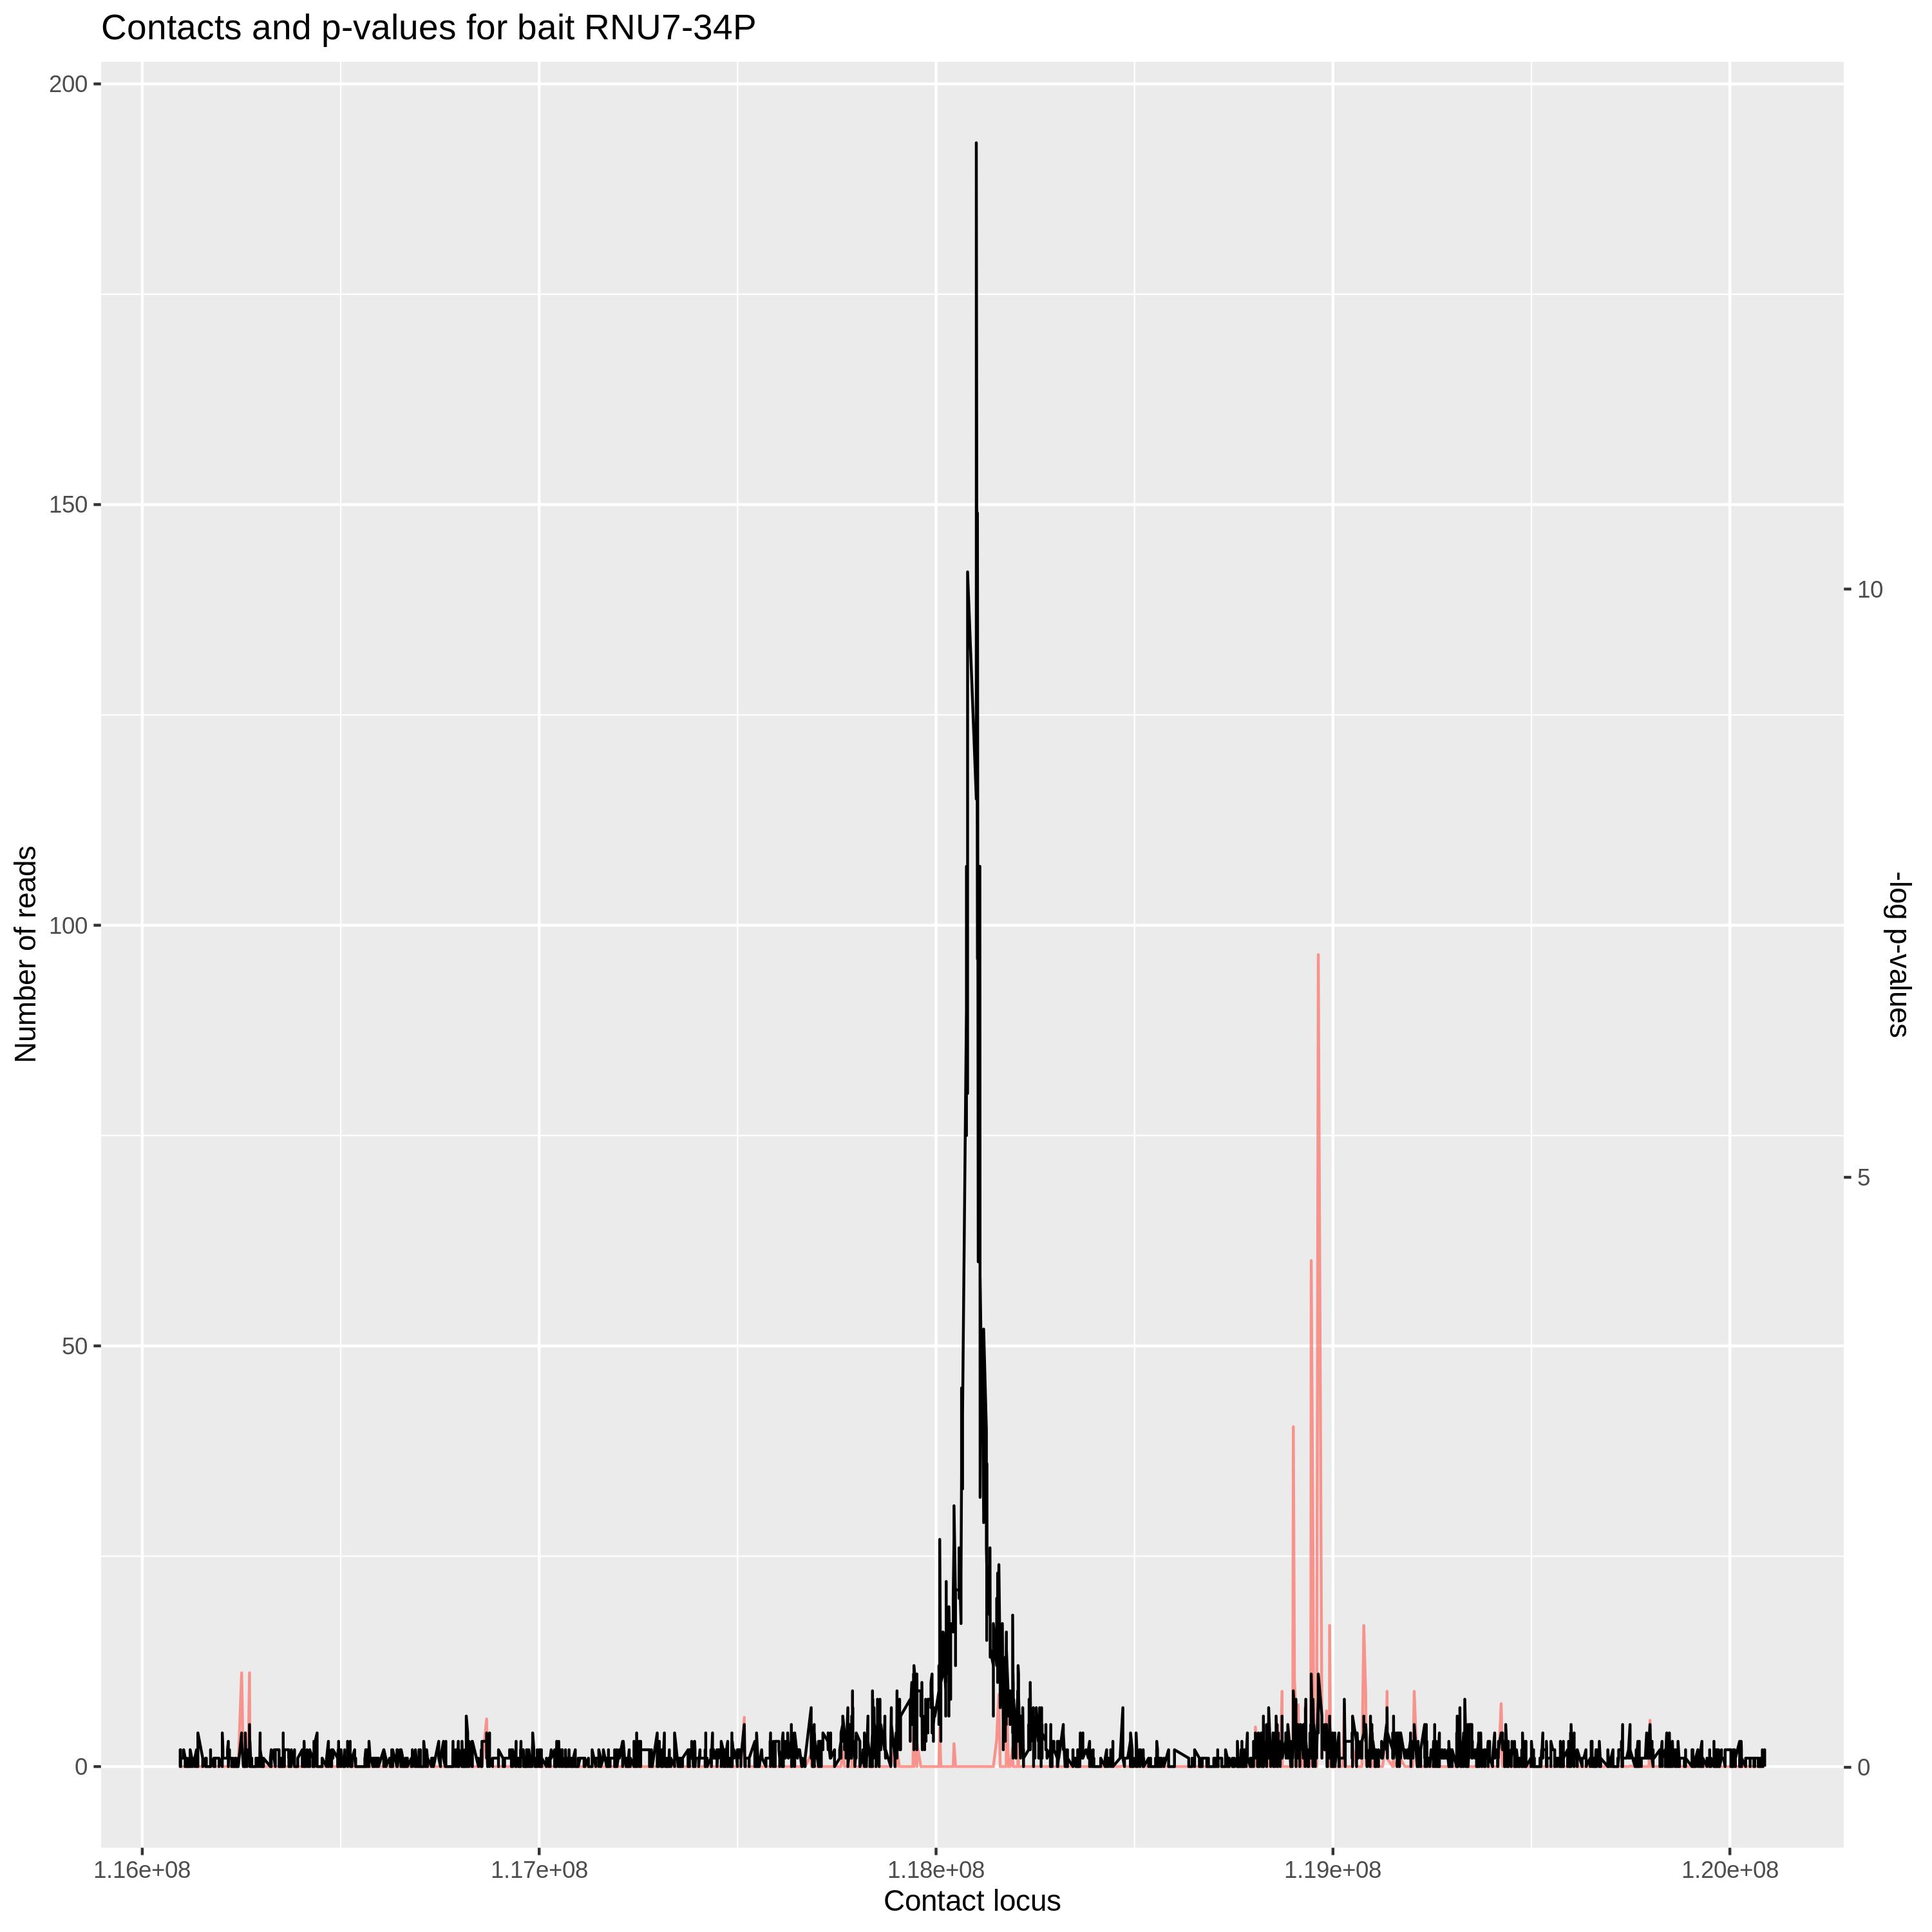 Contacts and p-values for bait RNU7-34P
200
150
100
50
0
Number of reads
10
5
0
-log p-values
1.16e+08
1.17e+08
1.18e+08
1.19e+08
1.20e+08
Contact locus